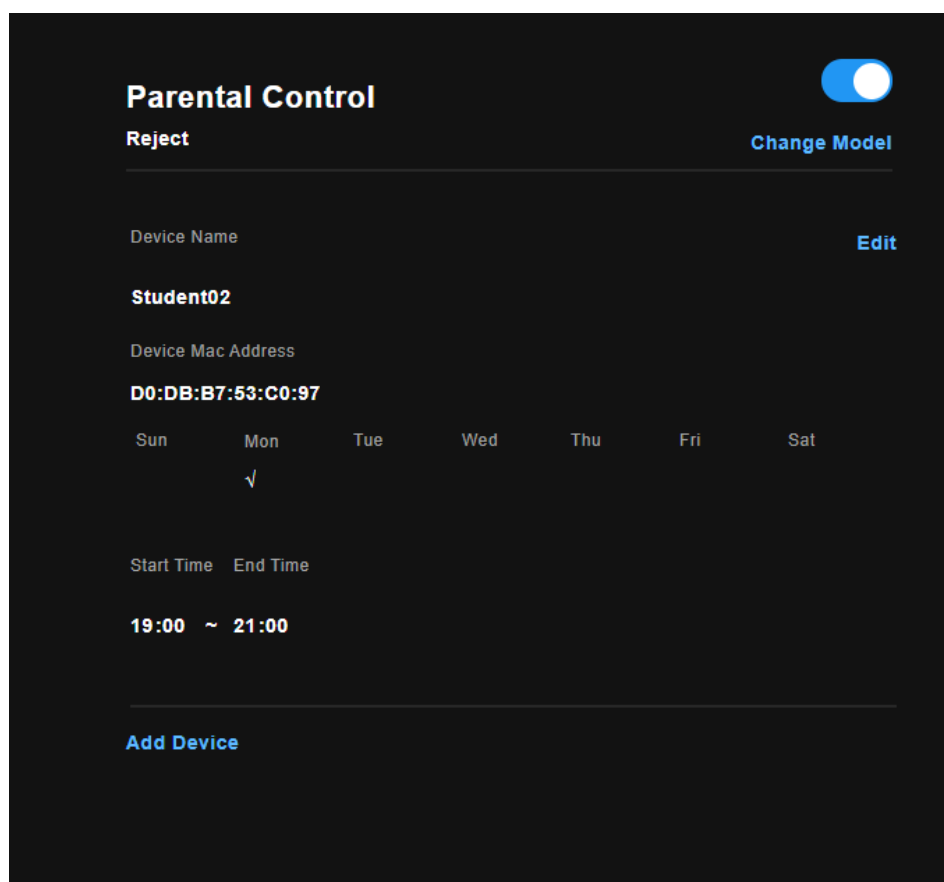 Parental Control
Reject
Change Model
Device Name
Edit
Student02
Device Mac Address
D0:DB:B7:53:C0:97
Sun Mon Tue Wed Thu Fri Sat
√
Start Time End Time
19:00 ~ 21:00
Add Device